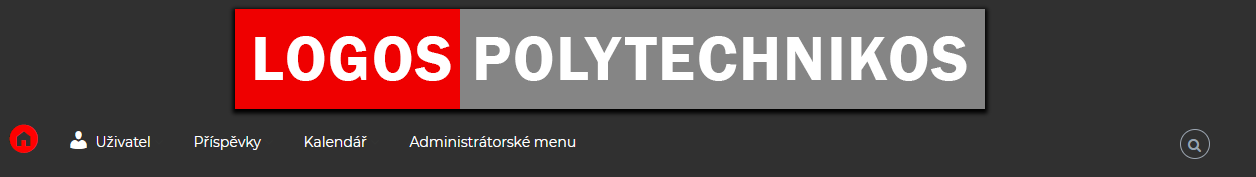 LOGOS POLYTECHNIKOS
Uživatel Příspěvky Kalendář Administrátorské menu